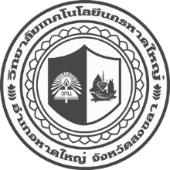 วิทยาลัยเทคโนโลยีนครหาดใหญ่
อำเภอหาดใหญ่ จังหวัดสงขลา